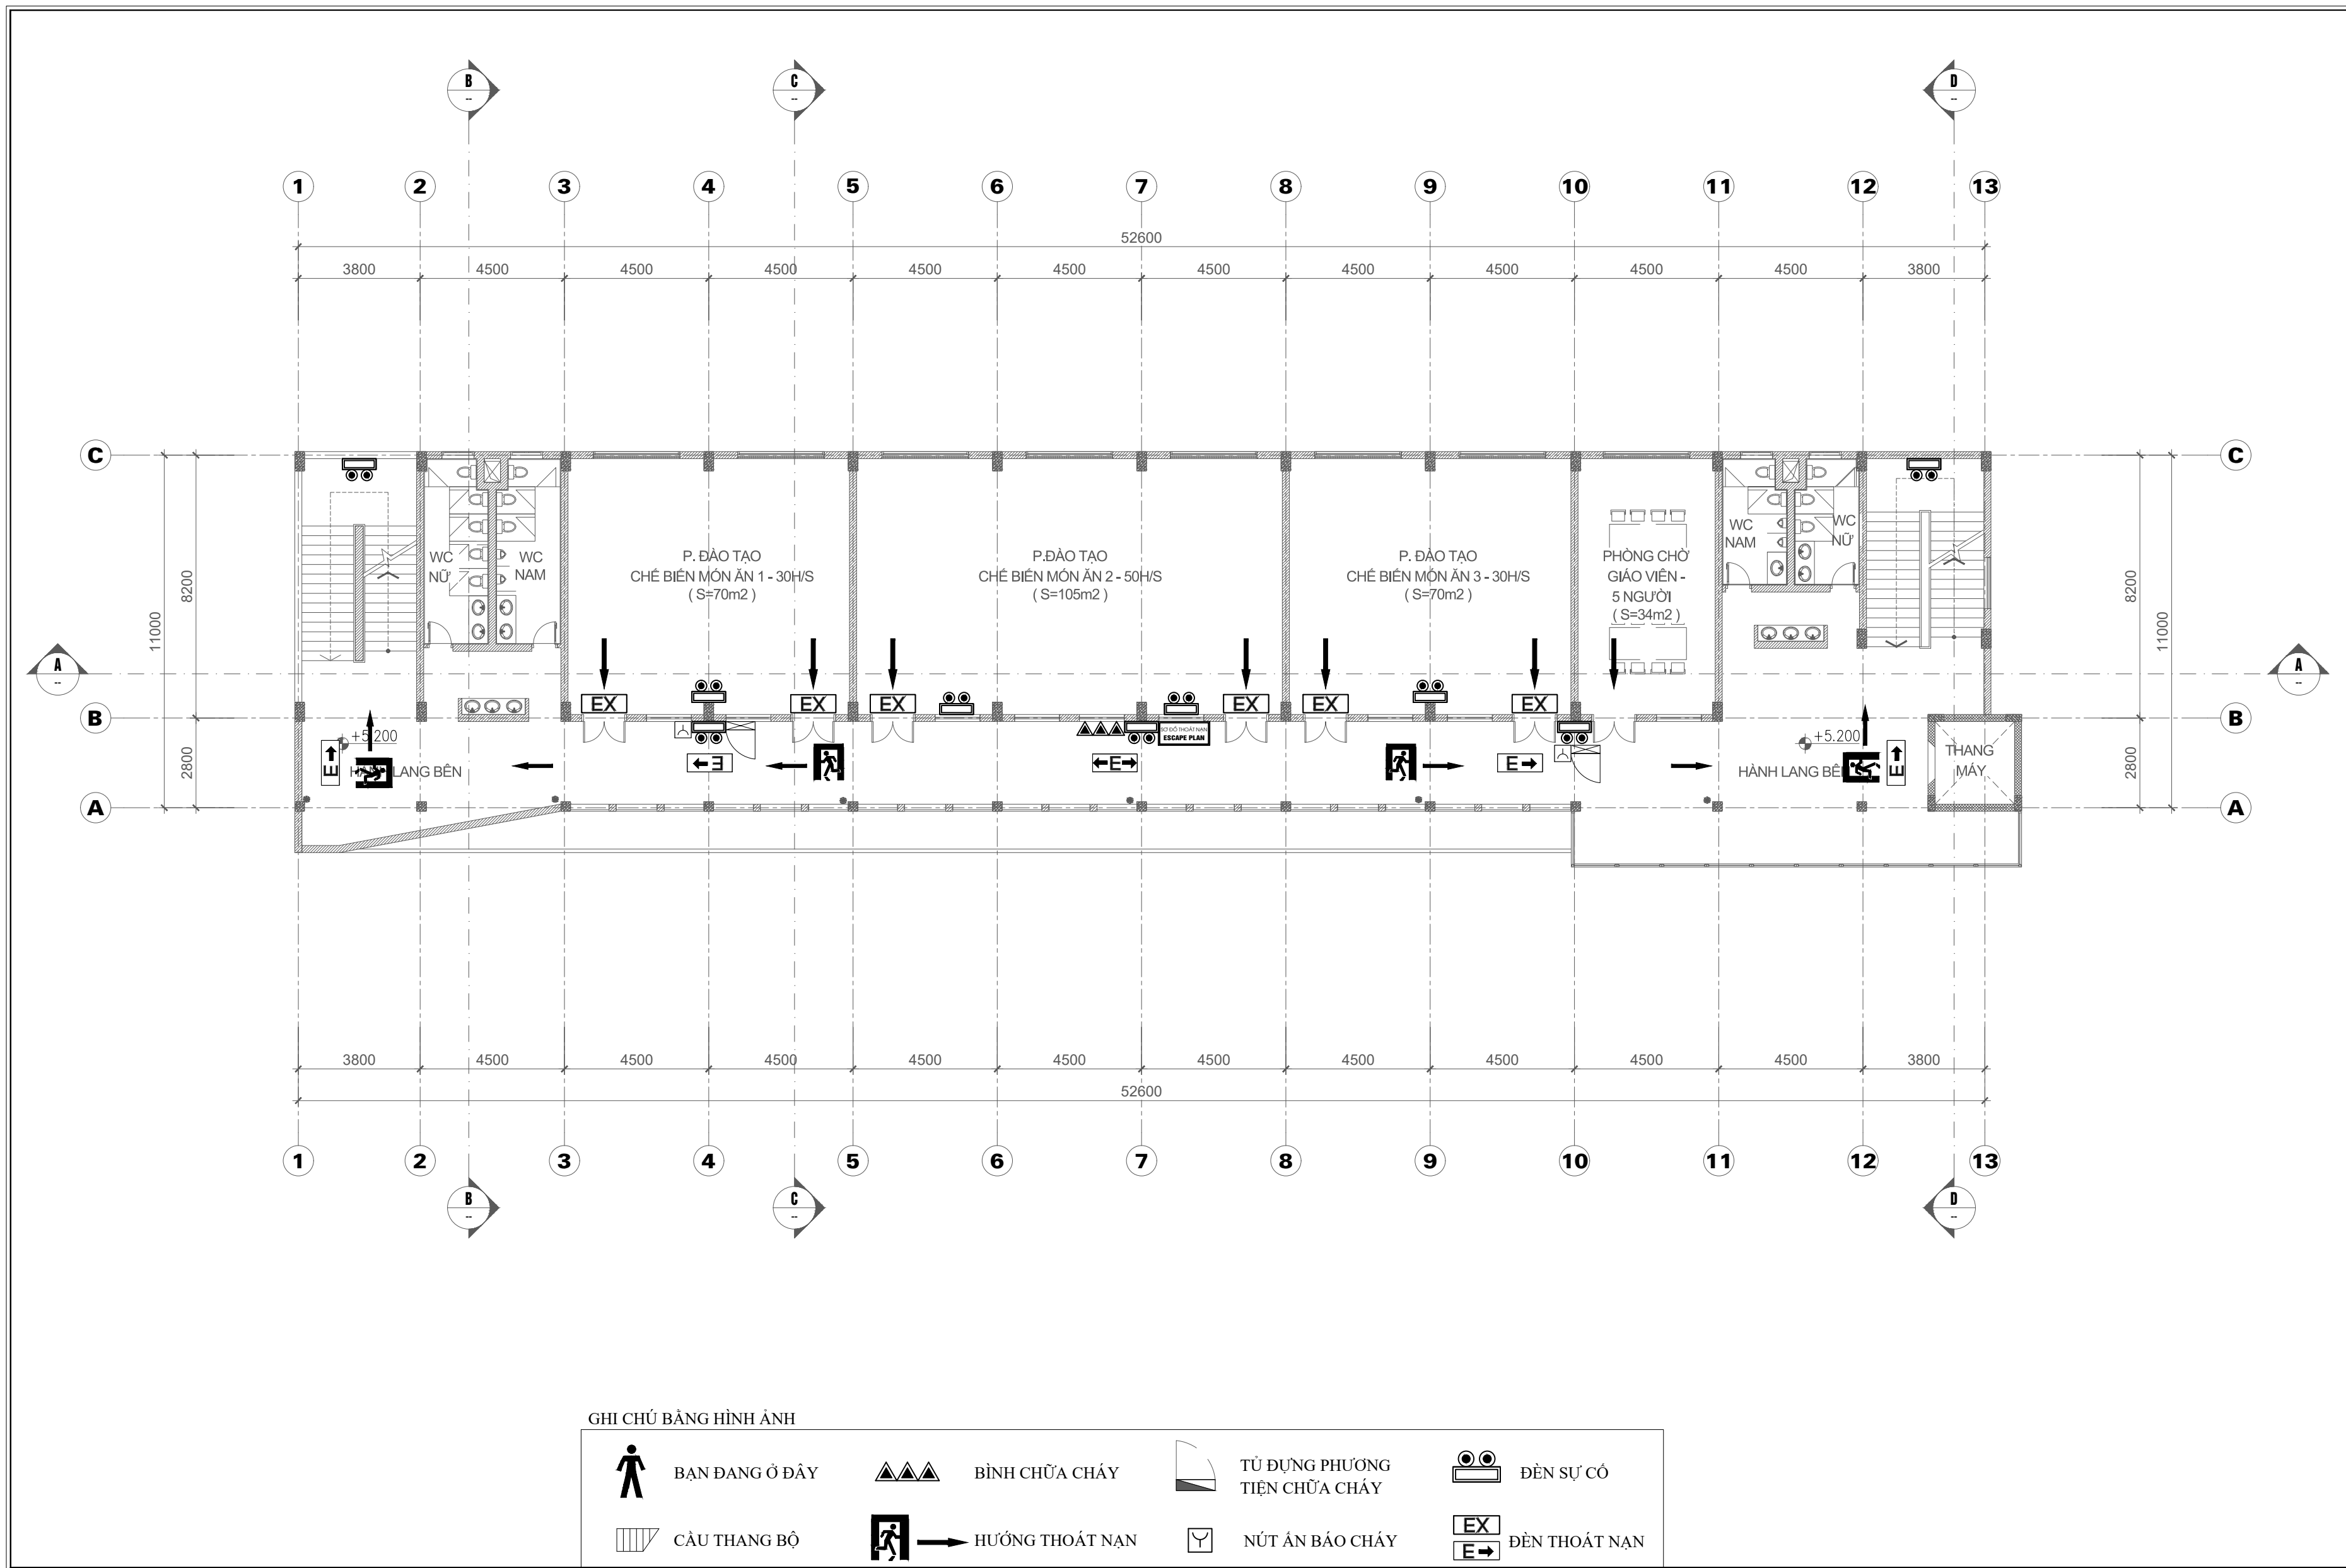 B
--
C
--
D
--
1 2 3 4 5 6 7 8 9 10 11 12 13
52600
3800 4500 4500 4500 4500 4500 4500 4500 4500 4500 4500 3800
C C
P. ĐÀO TẠO
CHẾ BIẾN MÓN ĂN 1 - 30H/S
( S=70m2 )
P.ĐÀO TẠO
CHẾ BIẾN MÓN ĂN 2 - 50H/S
( S=105m2 )
P. ĐÀO TẠO
CHẾ BIẾN MÓN ĂN 3 - 30H/S
( S=70m2 )
PHÒNG CHỜ
GIÁO VIÊN -
5 NGƯỜI
( S=34m2 )
WC
NỮ
WC
NAM
WC
NAM
WC
NỮ
11000
8200
2800
8200
11000
2800
A
--
A
--
EX EX EX EX EX EX
B B
SƠ ĐỒ THOÁT NẠN
ESCAPE PLAN
+5.200
+5.200
E
HÀNH LANG BÊN
E
E
E
HÀNH LANG BÊN
E
THANG
MÁY
A A
3800 4500 4500 4500 4500 4500 4500 4500 4500 4500 4500 3800
52600
1 2 3 4 5 6 7 8 9 10 11 12 13
B
--
C
--
D
--
GHI CHÚ BẰNG HÌNH ẢNH
BẠN ĐANG Ở ĐÂY
BÌNH CHỮA CHÁY
TỦ ĐỰNG PHƯƠNG
TIỆN CHỮA CHÁY
ĐÈN SỰ CỐ
CẦU THANG BỘ
HƯỚNG THOÁT NẠN
NÚT ẤN BÁO CHÁY
EX
E
ĐÈN THOÁT NẠN